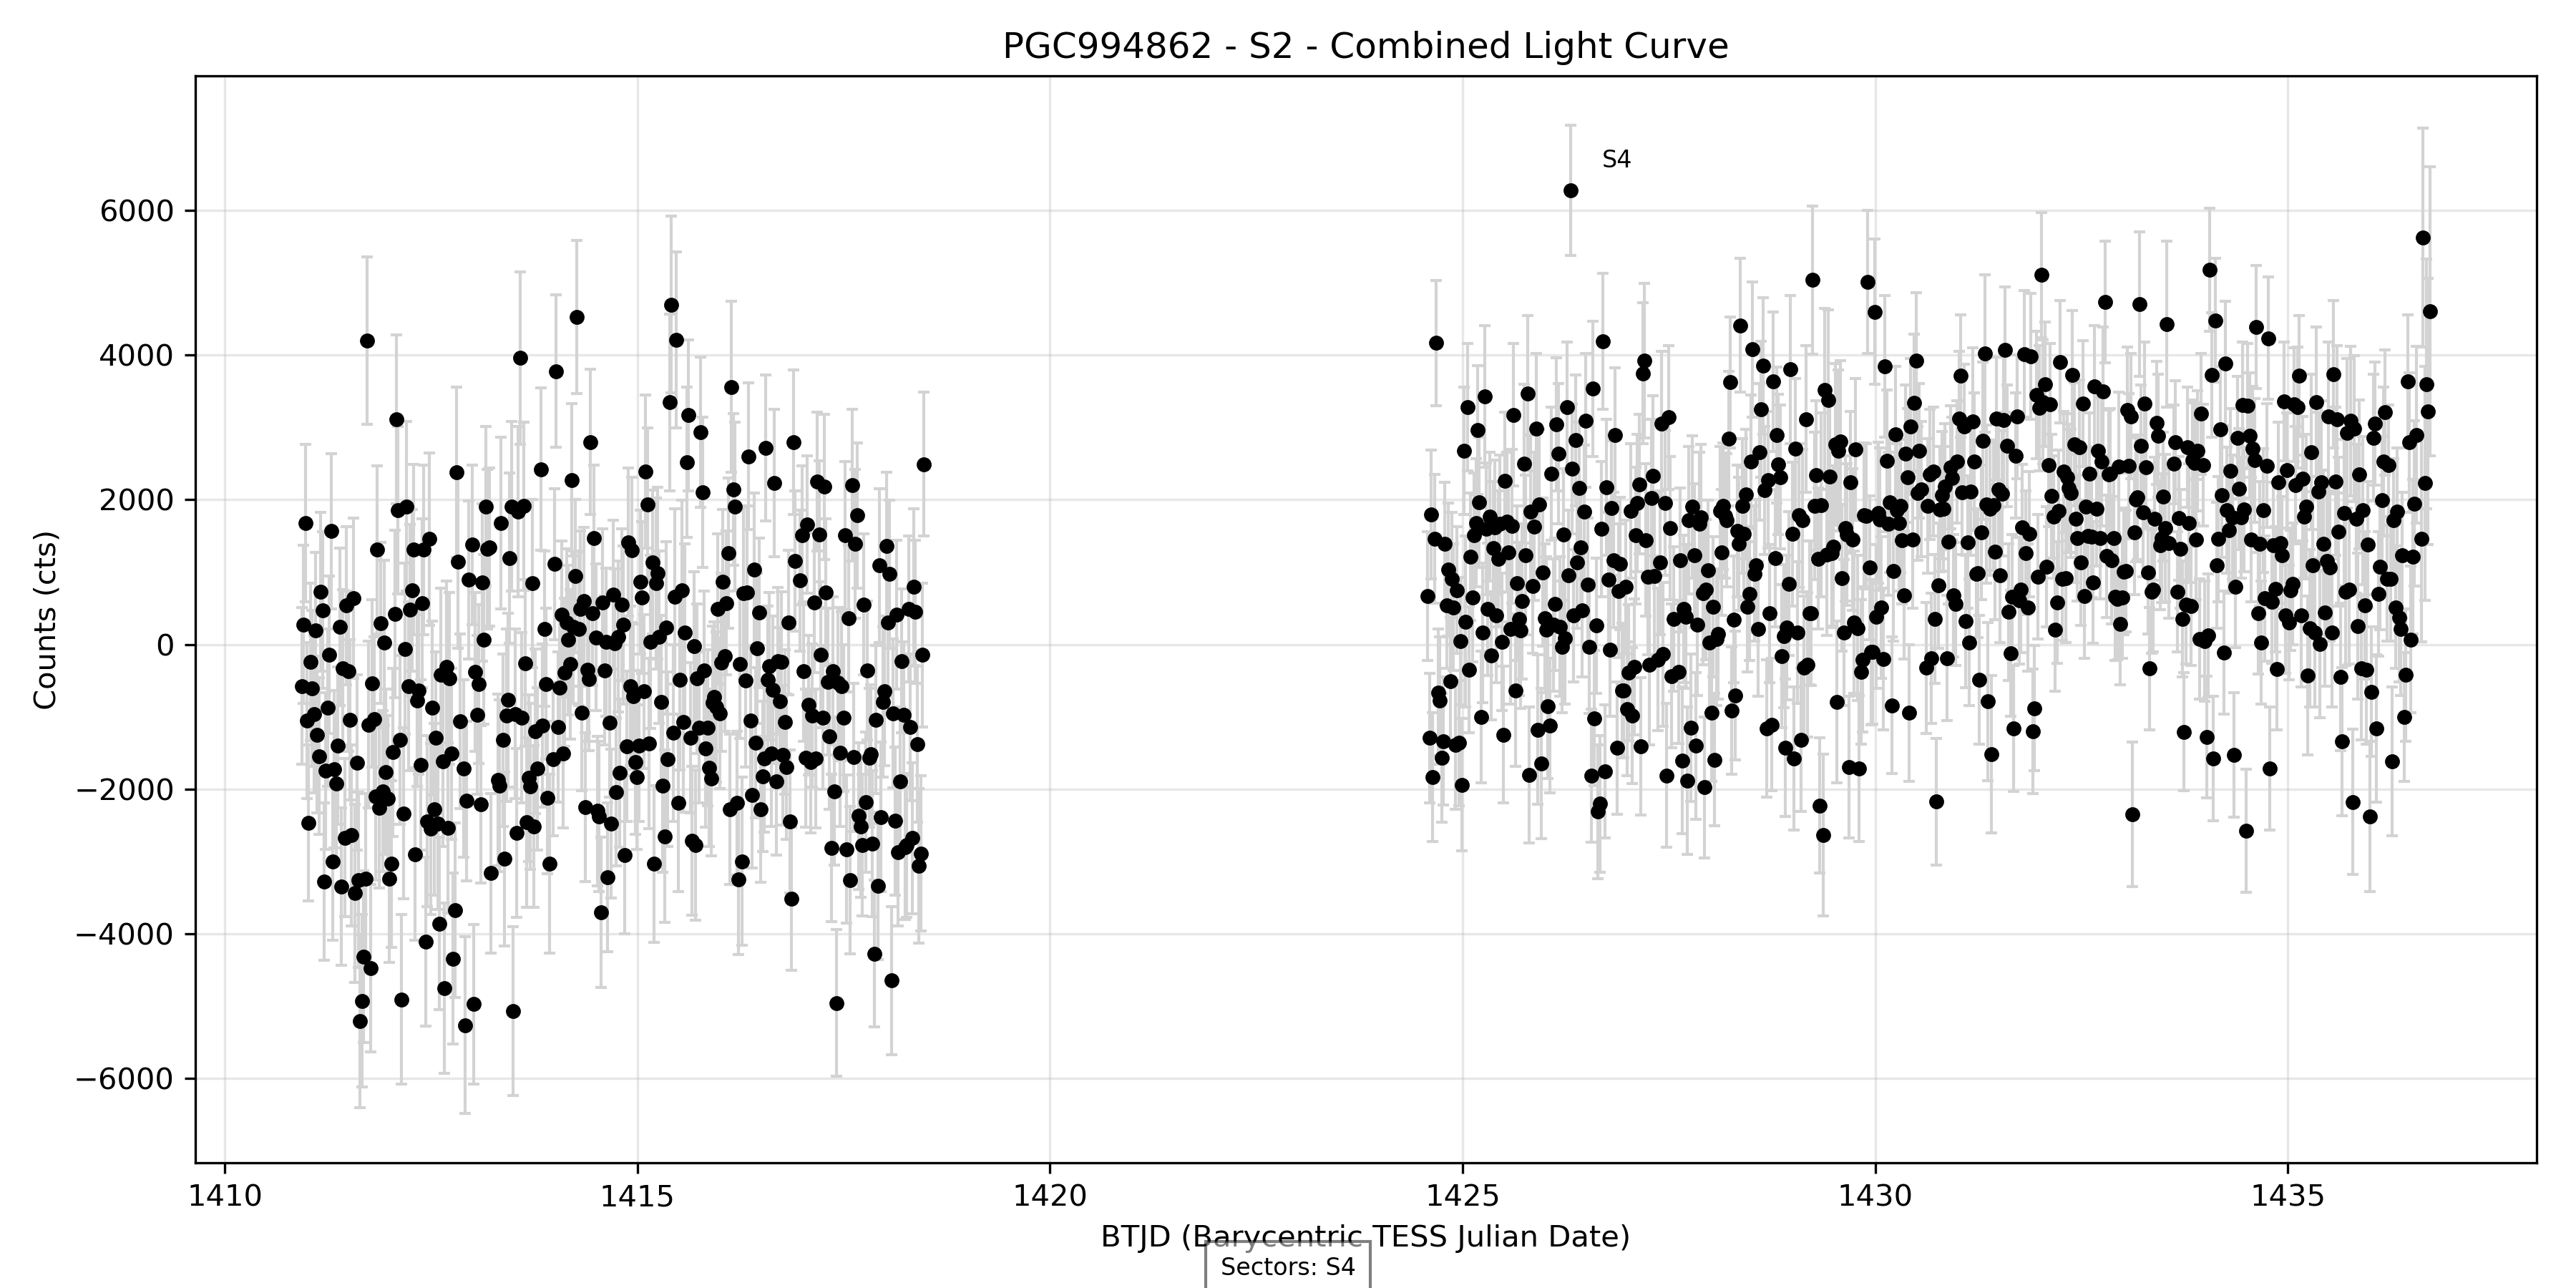 PGC994862 - S2 - Combined Light Curve
Counts (cts)
6000
4000
2000
0
−2000
−4000
−6000
S4
1410 1415 1420 1425 1430 1435
BTJD (Barycentric TESS Julian Date)
Sectors: S4